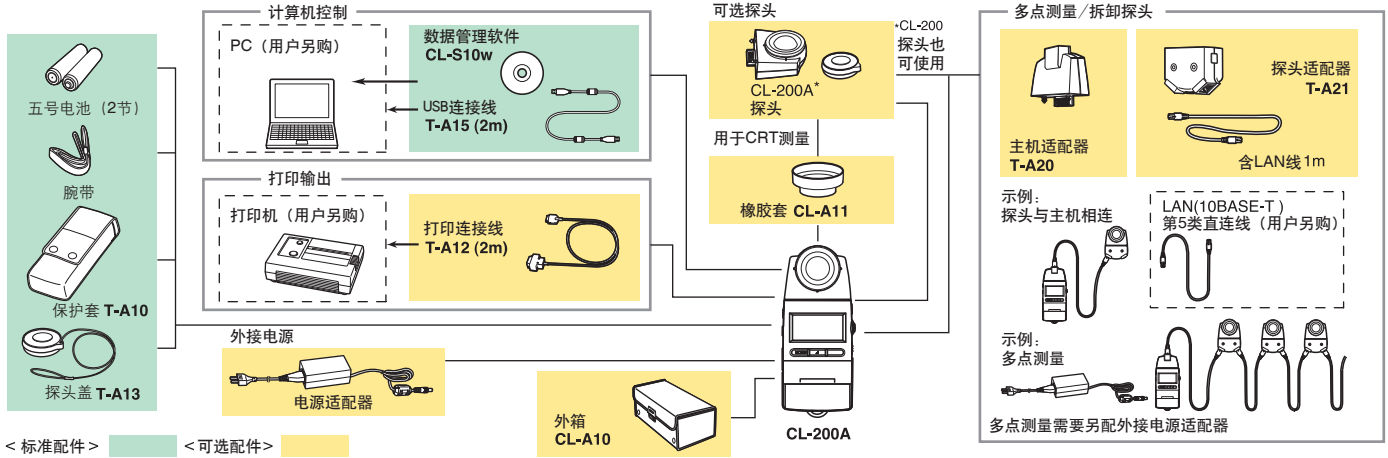 五号电池（2节）
腕带
保护套 T-A10
探头盖 T-A13
<标准配件>
<可选配件>
计算机控制
PC（用户另购）
数据管理软件
CL-S10w
USB连接线
T-A15 (2m)
打印输出
打印机（用户另购）
打印连接线
T-A12 (2m)
外接电源
电源适配器
外箱
CL-A10
可选探头
*CL-200
探头也
可使用
CL-200A*
探头
用于CRT测量
橡胶套 CL-A11
CL-200A
多点测量/拆卸探头
主机适配器
T-A20
探头适配器
T-A21
含LAN线1m
示例：
探头与主机相连
LAN(10BASE-T )
第5类直连线（用户另购）
示例：
多点测量
多点测量需要另配外接电源适配器